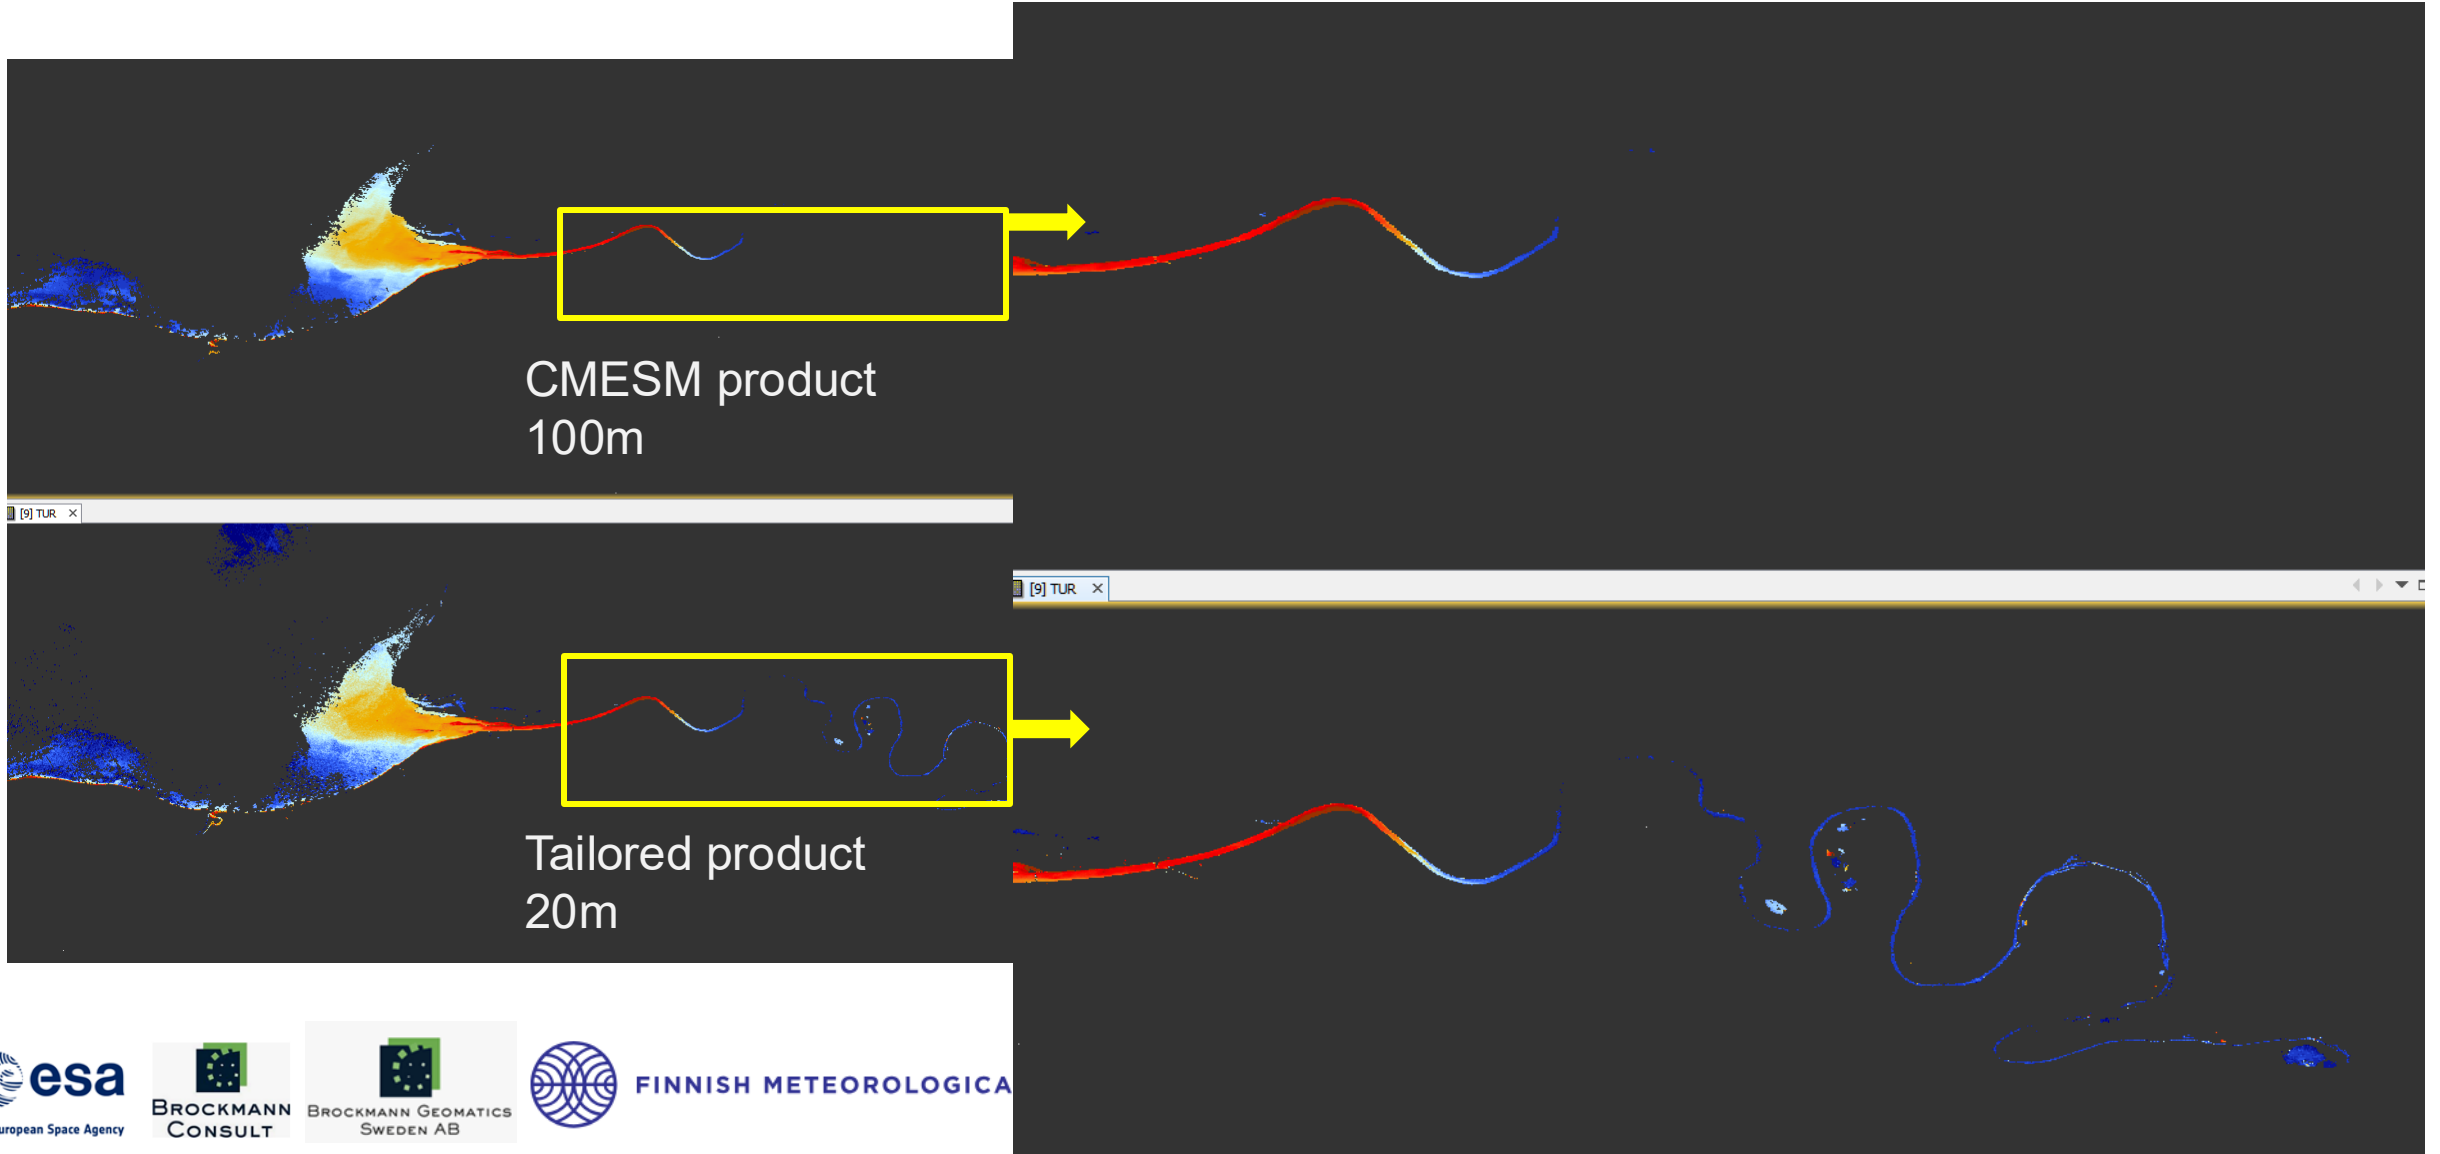 CMESM product
100m
[9] TUR
[9] TUR
Tailored product
20m
esa
uropean Space Agency
BROCKMANN
CONSULT
BROCKMANN GEOMATICS
SWEDEN AB
FINNISH METEOROLOGICA